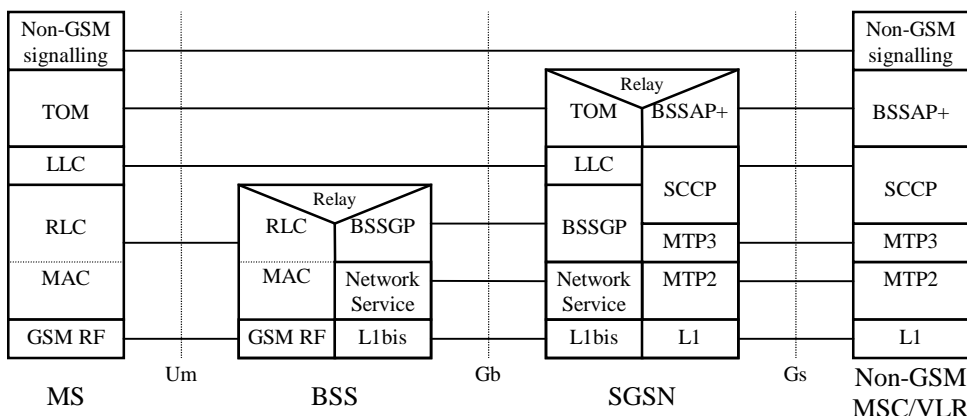 Non-GSM
signalling
Non-GSM
signalling
Relay
TOM
TOM
BSSAP+
BSSAP+
LLC
LLC
Relay
SCCP
SCCP
RLC
RLC
BSSGP
BSSGP
MTP3
MTP3
MAC
MAC
Network
Service
Network
Service
MTP2
MTP2
GSM RF
GSM RF
L1bis
L1bis
L1
L1
Um
Gb
Gs
MS
BSS
SGSN
Non-GSM
MSC/VLR